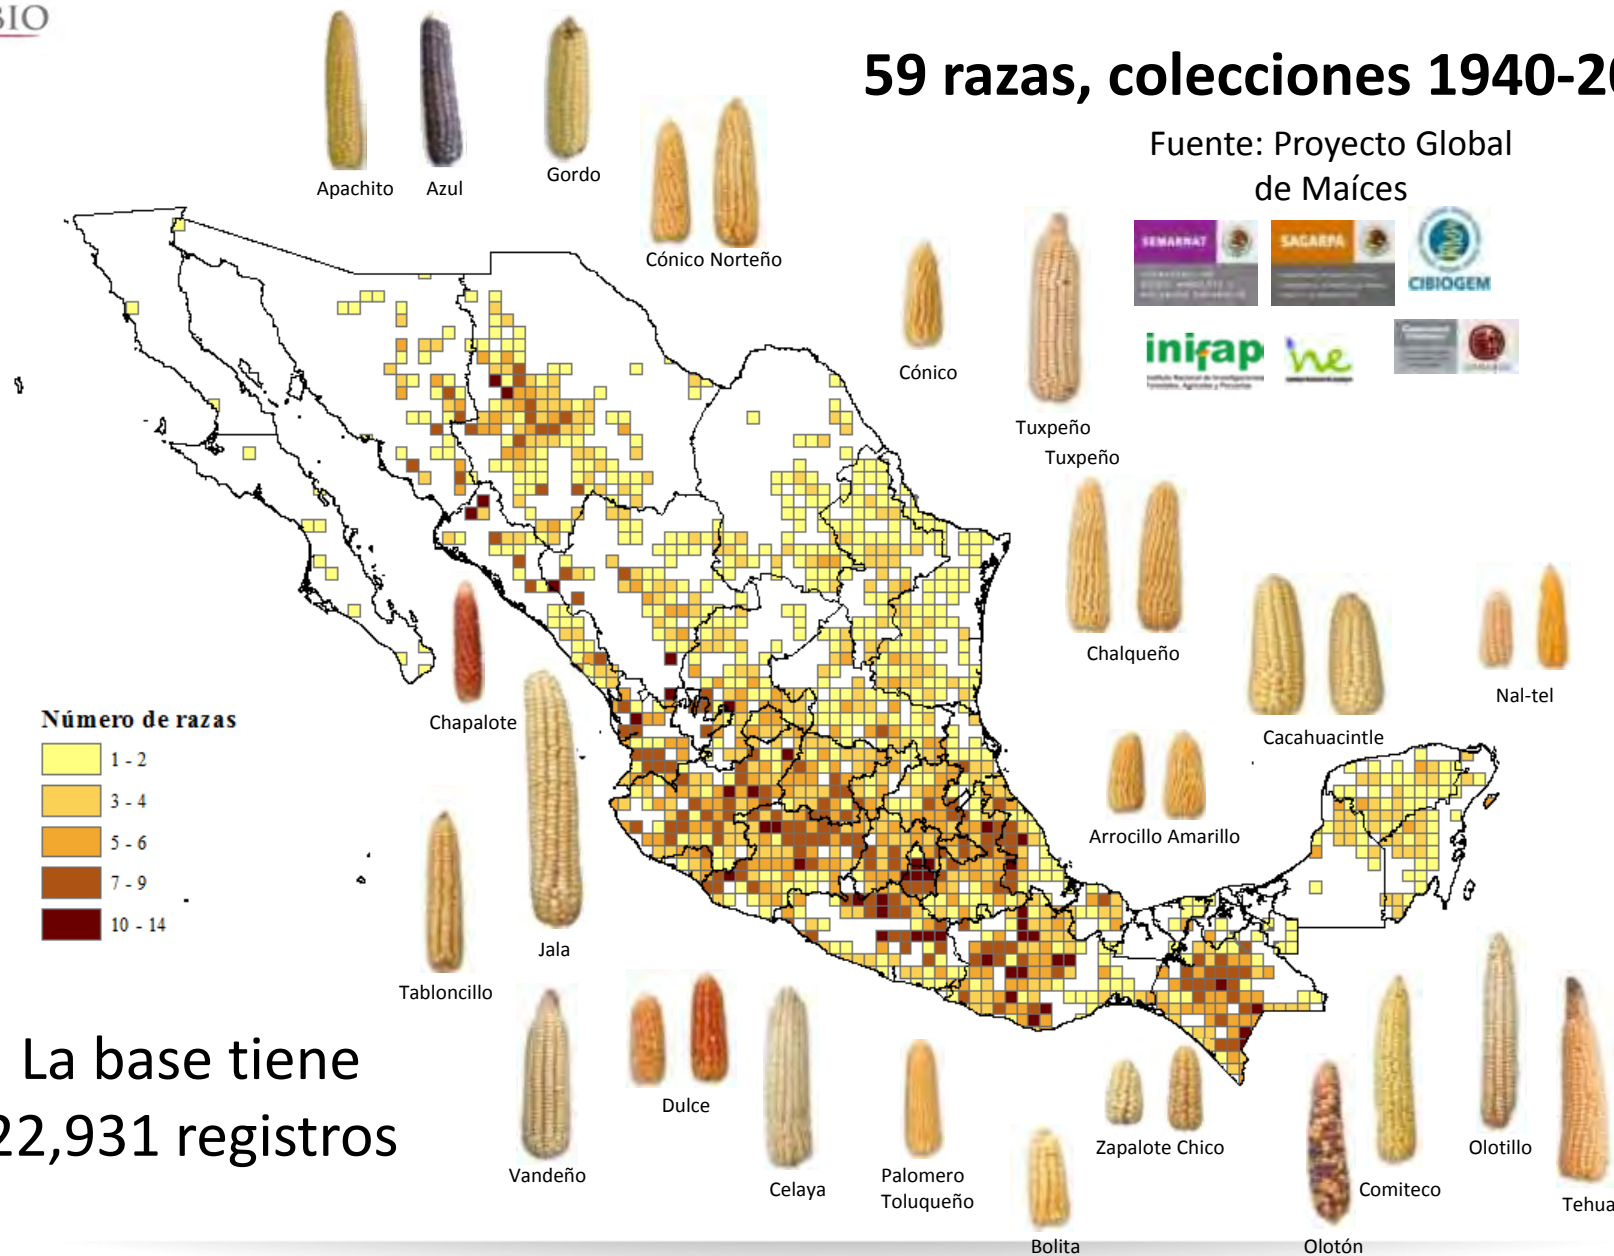 BIO
59 razas, colecciones 1940-20
Fuente: Proyecto Global
de Maíces
SEMARNAT
SAGARPA
CIBIOGEM
inifap
ine
Apachito
Azul
Gordo
Cónico Norteño
Cónico
Tuxpeño
Tuxpeño
Chalqueño
Cacahuacintle
Nal-tel
Arrocillo Amarillo
Chapalote
Número de razas
1 - 2
3 - 4
5 - 6
7 - 9
10 - 14
Jala
Tabloncillo
La base tiene
22,931 registros
Vandeño
Dulce
Celaya
Palomero
Toluqueño
Bolita
Zapalote Chico
Olotón
Comiteco
Olotillo
Tehua